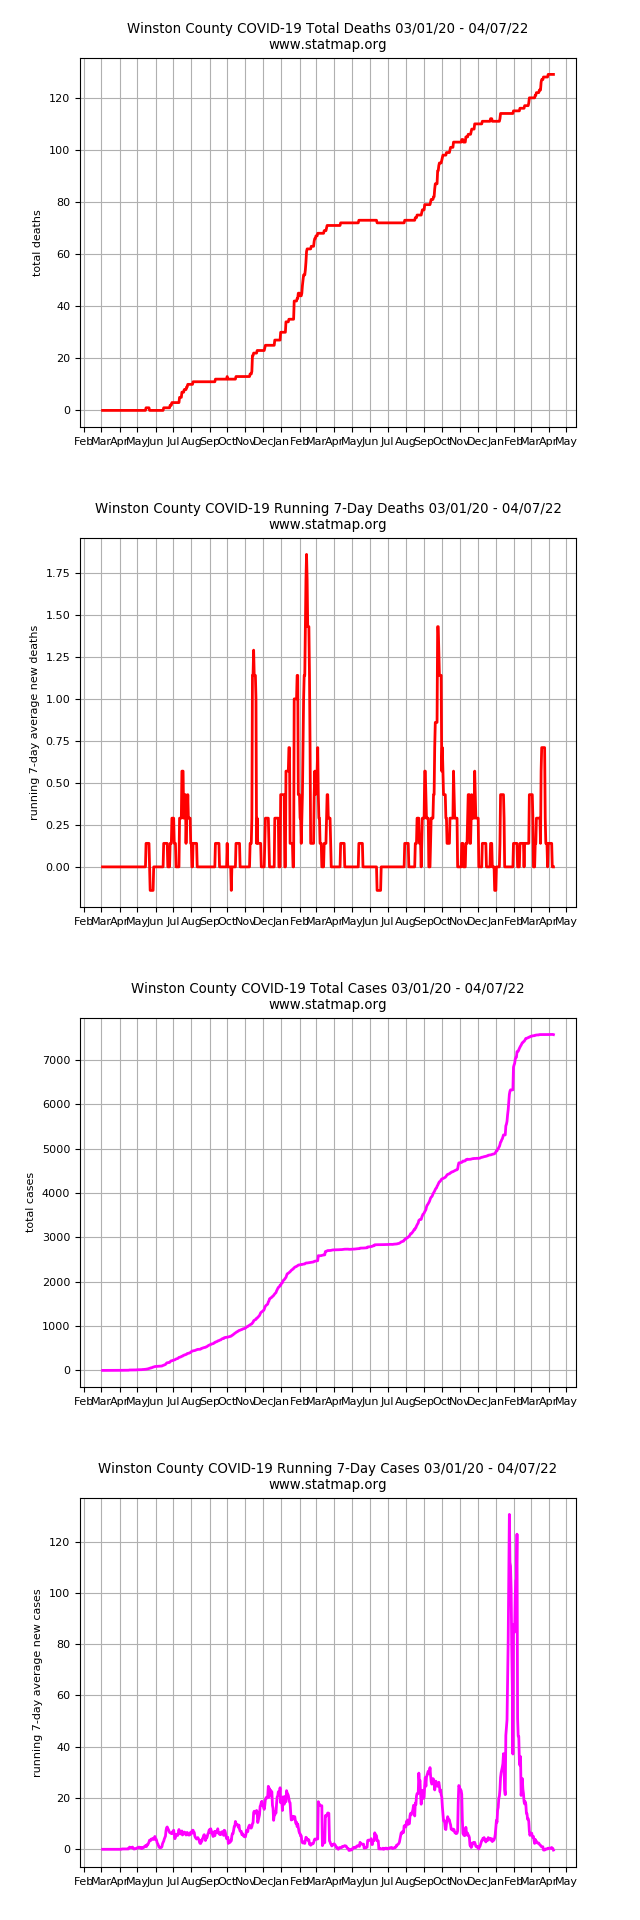 Winston County COVID-19 Total Deaths 03/01/20 - 04/07/22
www.statmap.org
120
100
80
60
40
20
0
total deaths
Feb Mar Apr May Jun Jul Aug Sep Oct Nov Dec Jan Feb Mar Apr May Jun Jul Aug Sep Oct Nov Dec Jan Feb Mar Apr May
Winston County COVID-19 Running 7-Day Deaths 03/01/20 - 04/07/22
www.statmap.org
1.75
1.50
1.25
1.00
0.75
0.50
0.25
0.00
running 7-day average new deaths
Feb Mar Apr May Jun Jul Aug Sep Oct Nov Dec Jan Feb Mar Apr May Jun Jul Aug Sep Oct Nov Dec Jan Feb Mar Apr May
Winston County COVID-19 Total Cases 03/01/20 - 04/07/22
www.statmap.org
7000
6000
5000
4000
3000
2000
1000
0
total cases
Feb Mar Apr May Jun Jul Aug Sep Oct Nov Dec Jan Feb Mar Apr May Jun Jul Aug Sep Oct Nov Dec Jan Feb Mar Apr May
Winston County COVID-19 Running 7-Day Cases 03/01/20 - 04/07/22
www.statmap.org
120
100
80
60
40
20
0
running 7-day average new cases
Feb Mar Apr May Jun Jul Aug Sep Oct Nov Dec Jan Feb Mar Apr May Jun Jul Aug Sep Oct Nov Dec Jan Feb Mar Apr May